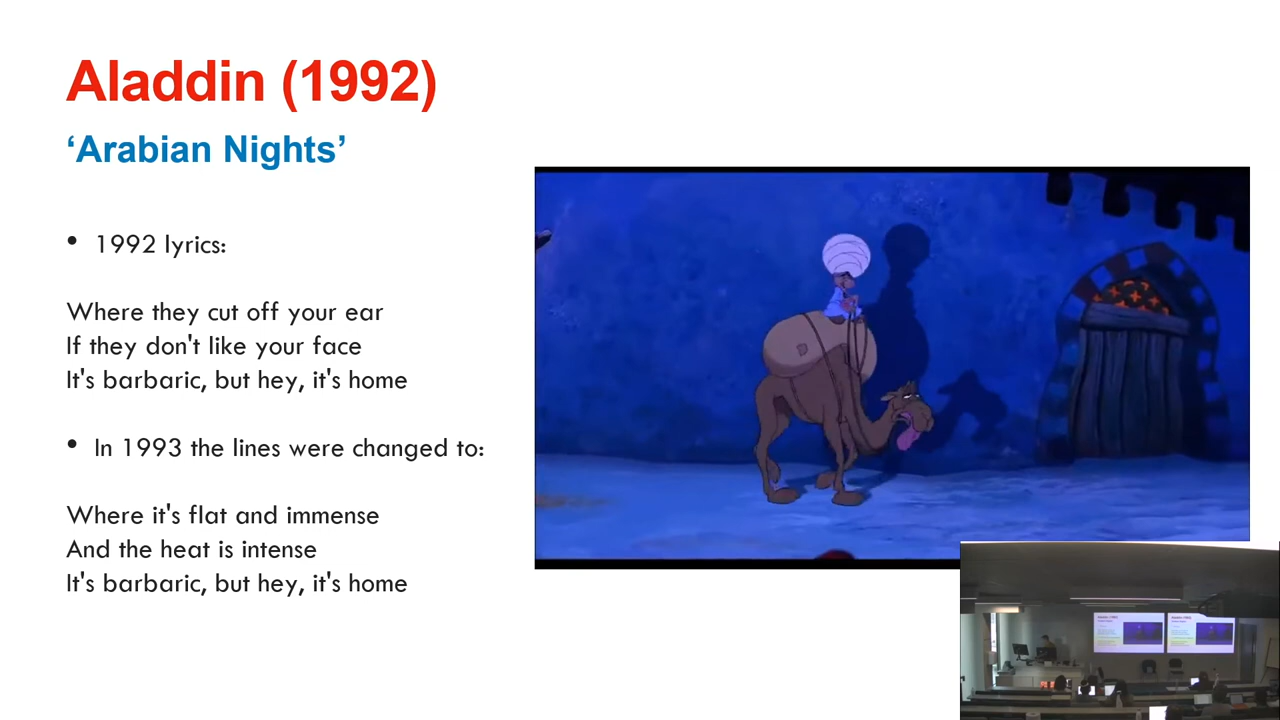 Aladdin (1992)
‘Arabian Nights’
• 1992 lyrics:
Where they cut off your ear
If they don't like your face
It's barbaric, but hey, it's home
• In 1993 the lines were changed to:
Where it's flat and immense
And the heat is intense
It's barbaric, but hey, it's home